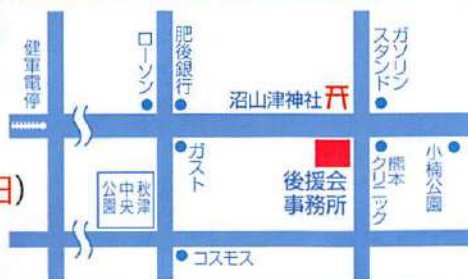 健軍電停
ローソン
肥後銀行
沼山津神社
ガソリン
スタンド
日)
秋津
中央
公園
ガスト
後援会
事務所
熊本
クリニック
小楠公園
コスモス